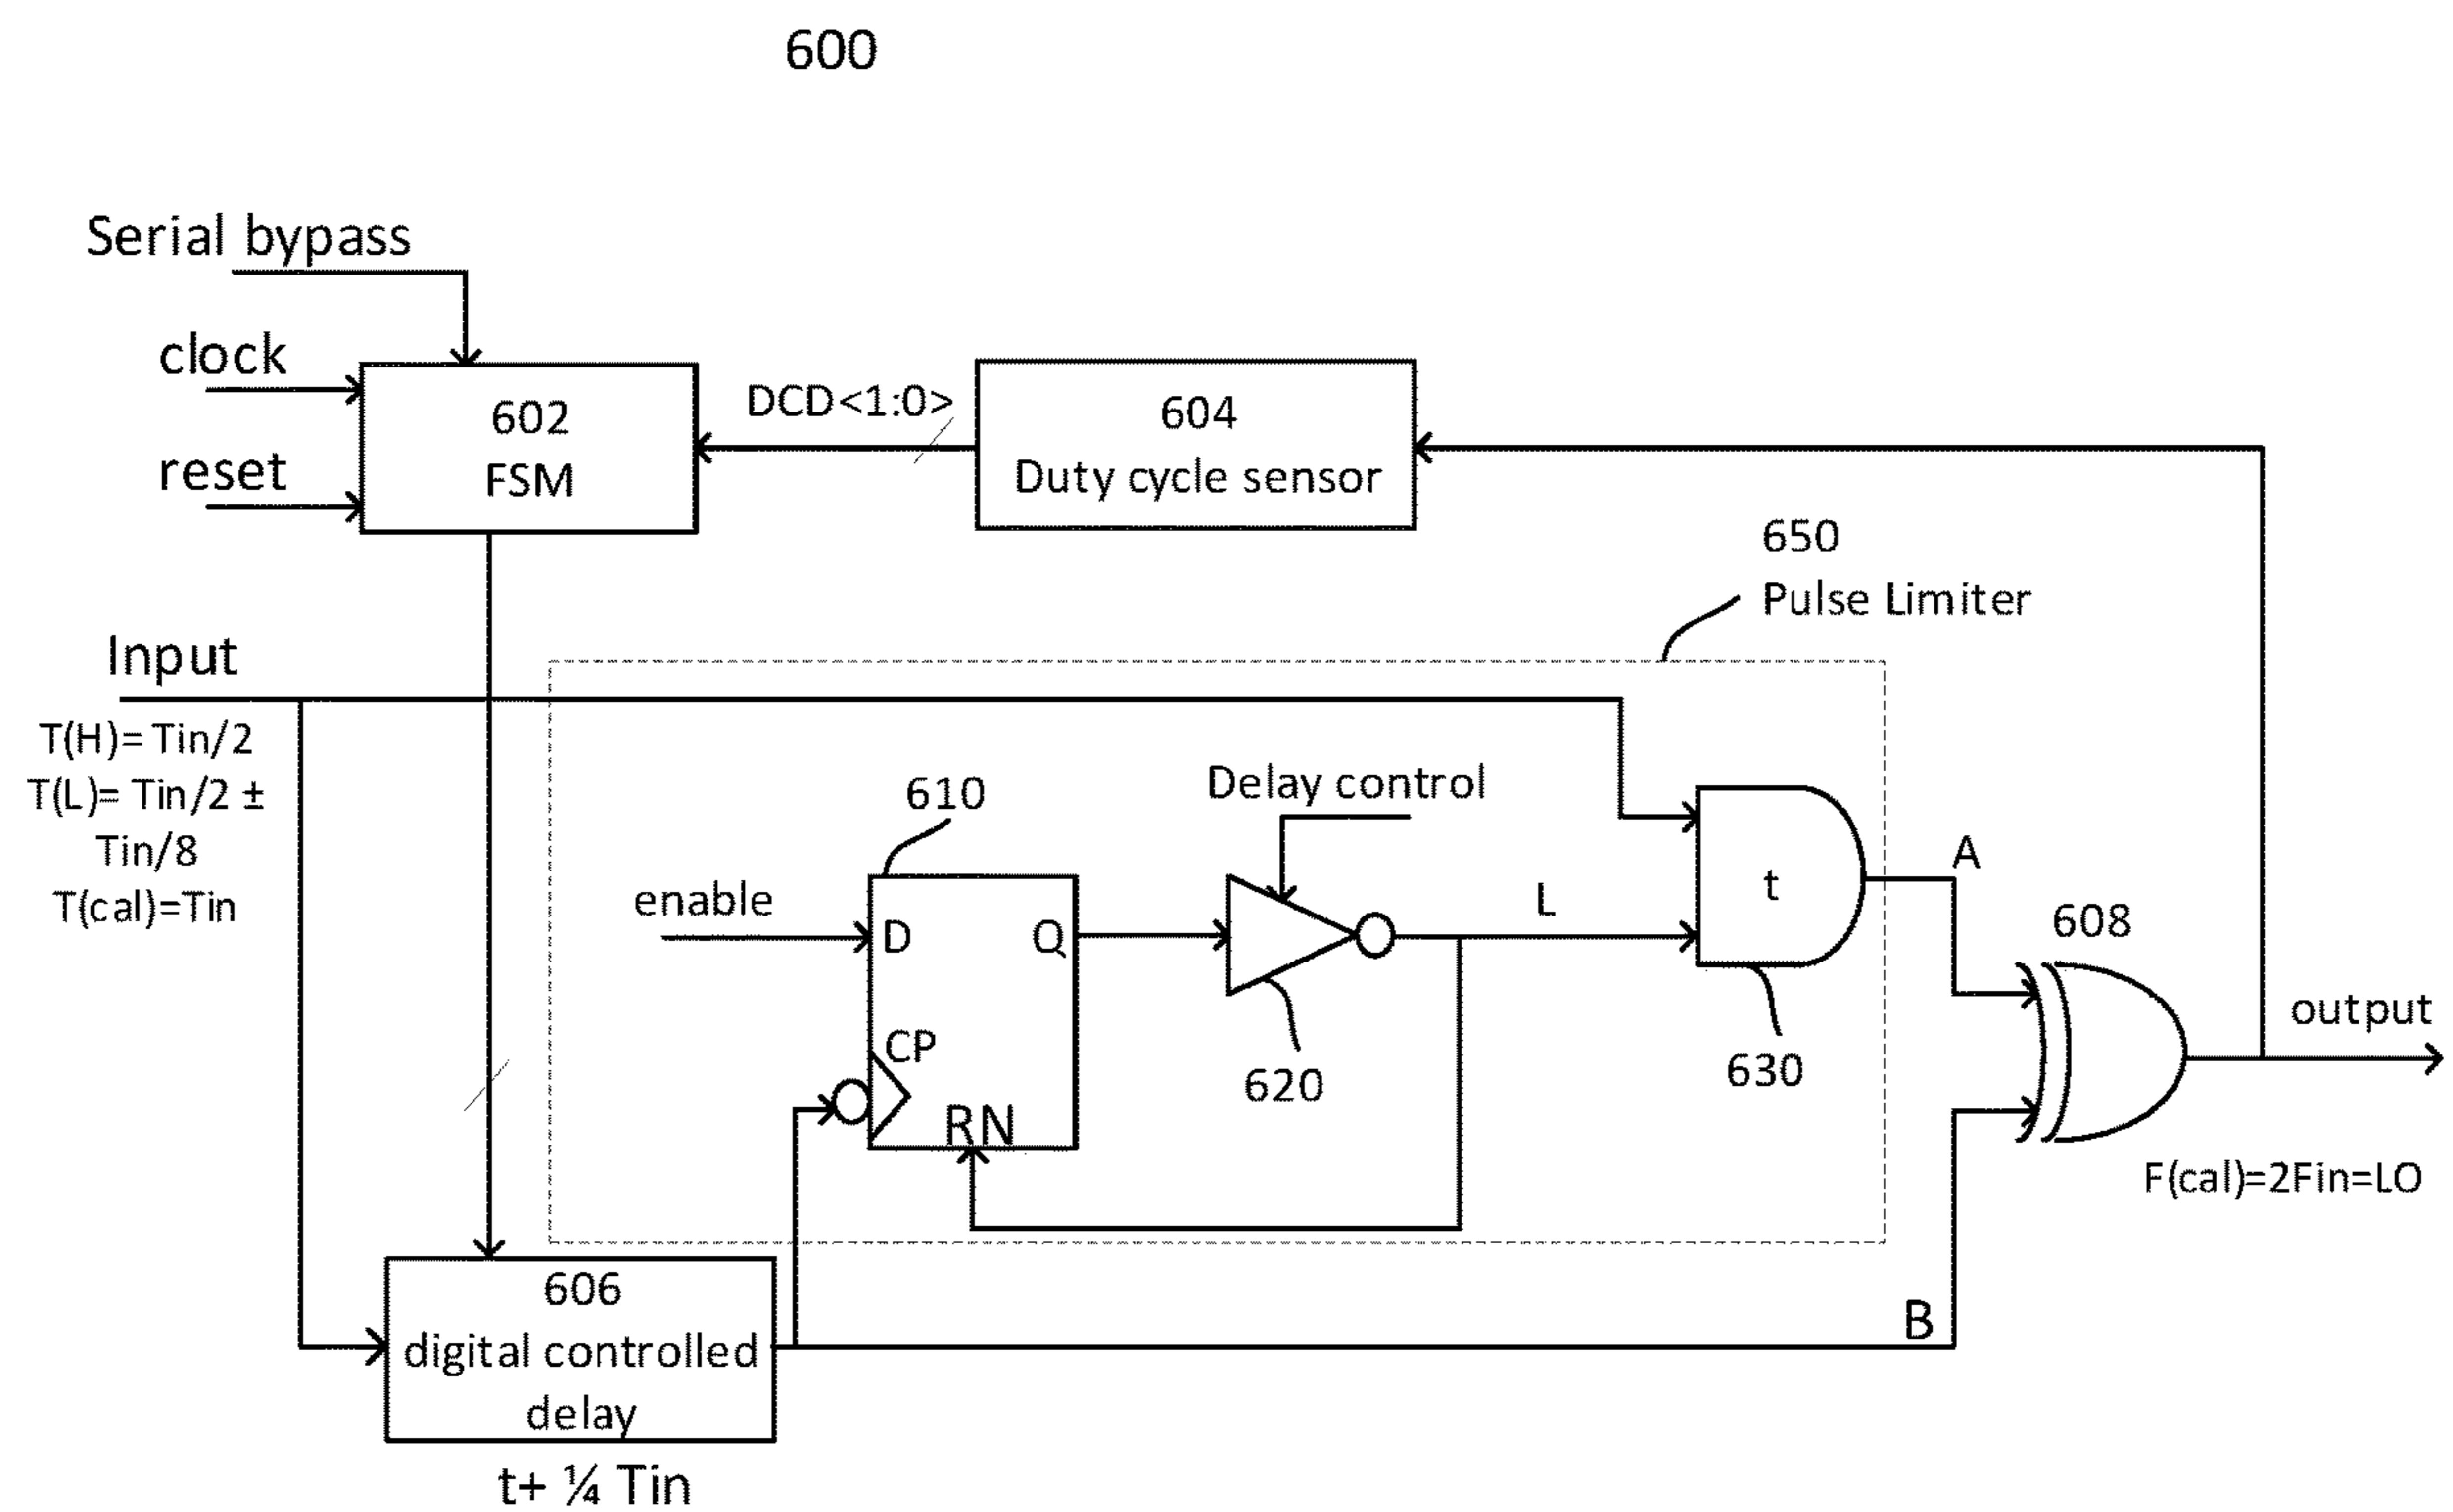 600
Serial bypass
clock
reset
602
FSM
DCD<1:0>
604
Duty cycle sensor
650
Pulse Limiter
Input
T(H)= Tin/2
T(L)= Tin/2 ±
Tin/8
T(cal)=Tin
enable
610
D
Q
CP
RN
Delay control
620
L
t
630
A
608
output
F(cal)=2Fin=LO
B
606
digital controlled
delay
t+ ¼ Tin